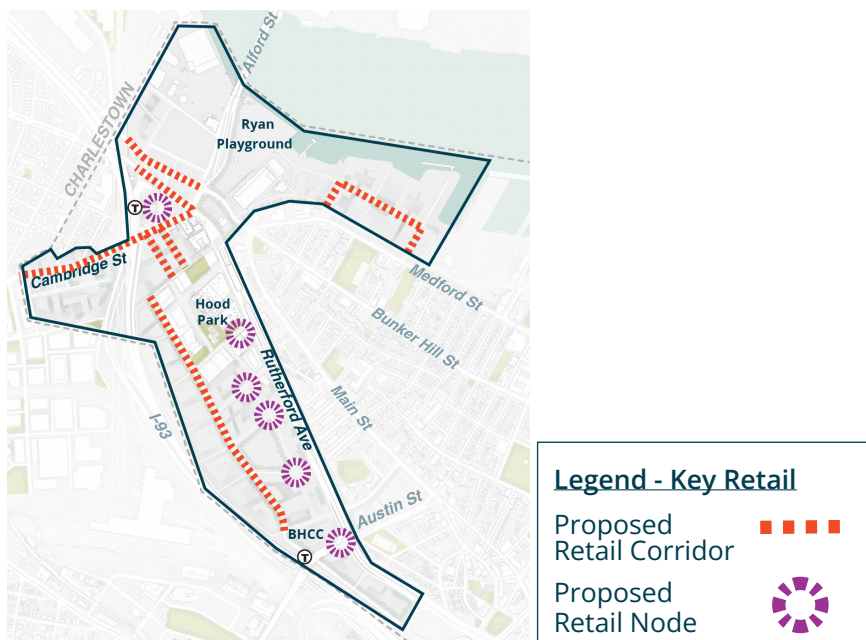 Alford St
Ryan
Playground
CHARLESTOWN
T
Cambridge St
Medford St
Hood
Park
Bunker Hill St
Rutherford Ave
Main St
I-93
Austin St
BHCC
T
Legend - Key Retail
Proposed
Retail Corridor
Proposed
Retail Node